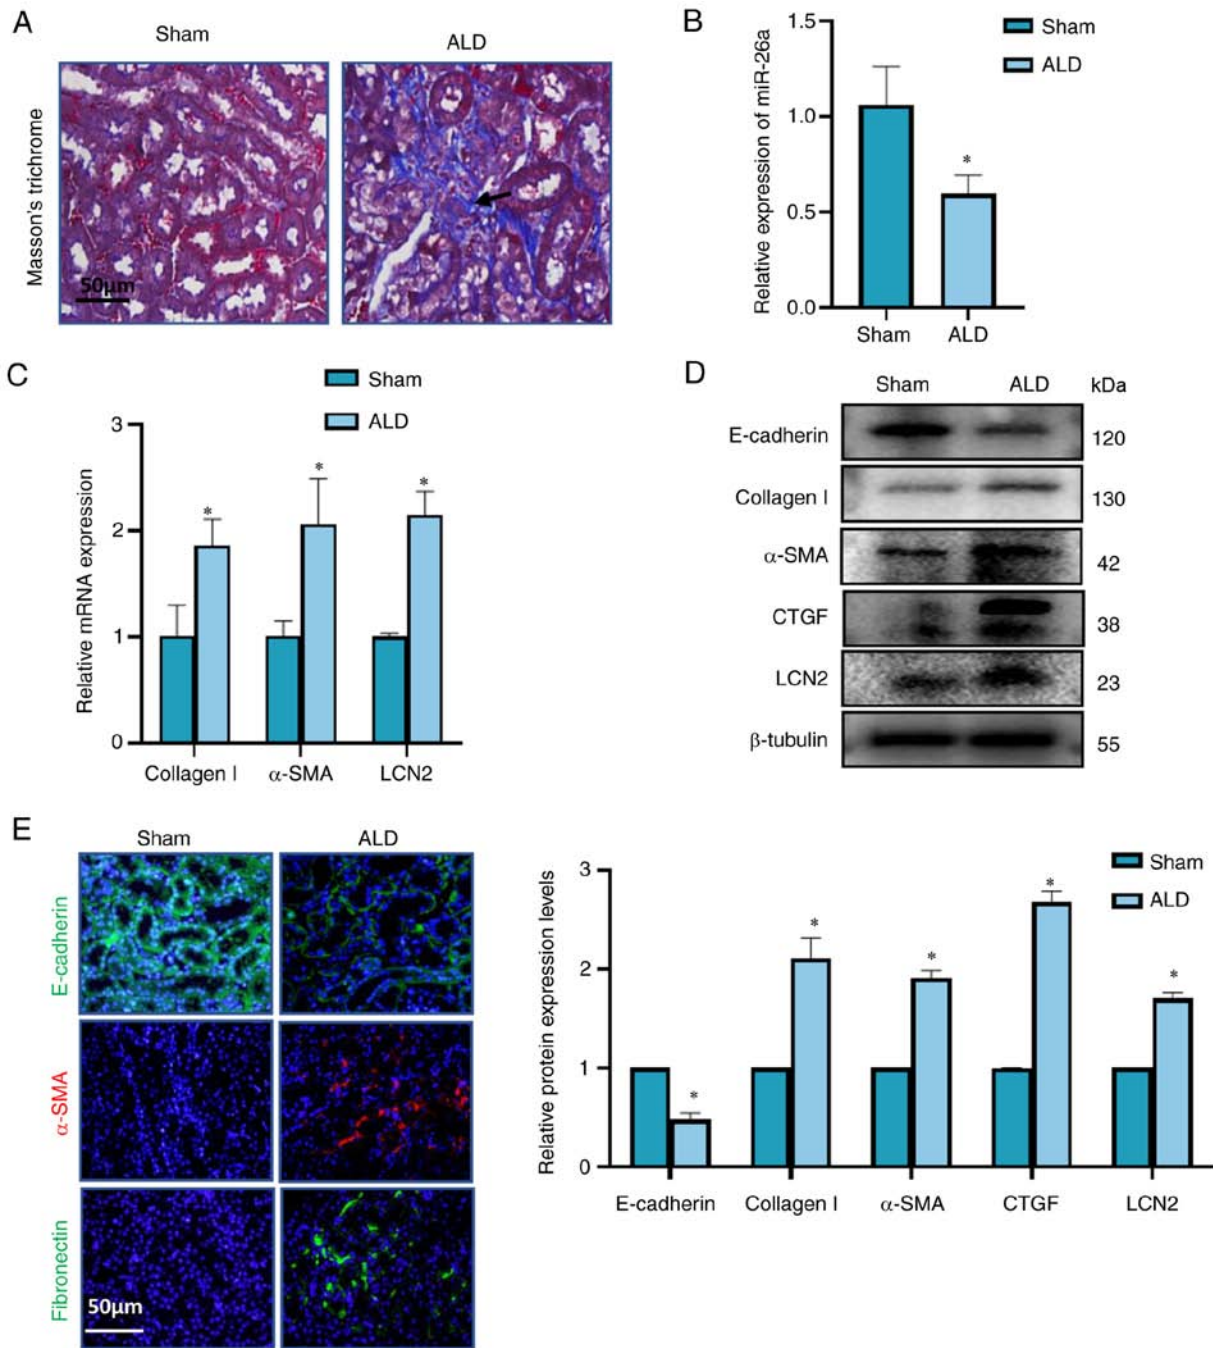 A
Sham
ALD
Masson's trichrome
50μm
B
Sham
ALD
Relative expression of miR-26a
1.5
1.0
0.5
0.0
*
Sham
ALD
C
Sham
ALD
Relative mRNA expression
3
2
1
0
*
*
*
Collagen I
α-SMA
LCN2
D
Sham
ALD
kDa
E-cadherin
120
Collagen I
130
α-SMA
42
CTGF
38
LCN2
23
β-tubulin
55
E
Sham
ALD
E-cadherin
α-SMA
Fibronectin
50μm
Sham
ALD
Relative protein expression levels
3
2
1
0
*
*
*
*
*
E-cadherin
Collagen I
α-SMA
CTGF
LCN2